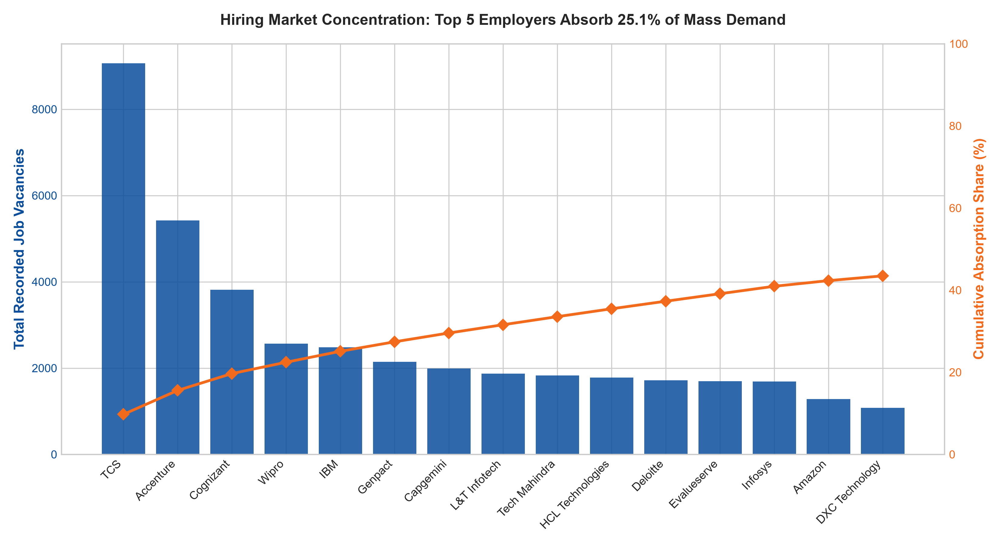 Hiring Market Concentration: Top 5 Employers Absorb 25.1% of Mass Demand
Total Recorded Job Vacancies
8000
6000
4000
2000
0
100
80
60
40
20
0
Cumulative Absorption Share (%)
TCS
Accenture
Cognizant
Wipro
IBM
Genpact
Capgemini
L&T Infotech
Tech Mahindra
HCL Technologies
Deloitte
Evalueserve
Infosys
Amazon
DXC Technology